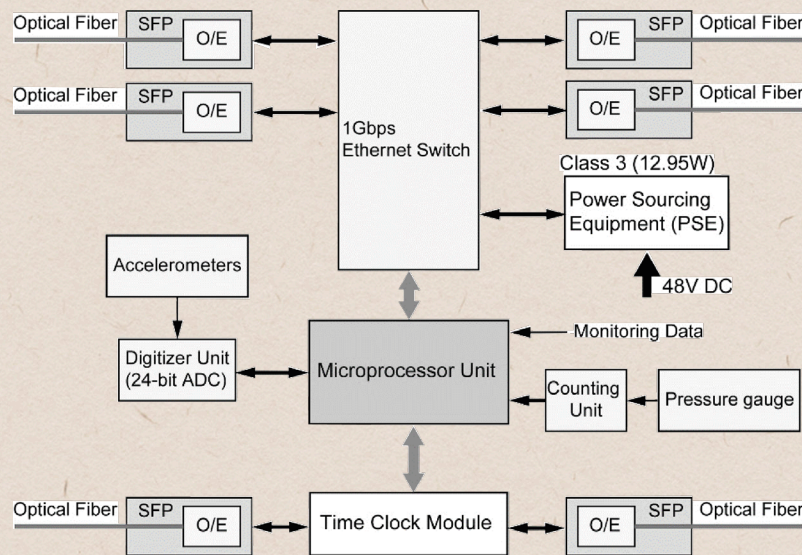 Optical Fiber
SFP
O/E
SFP
Optical Fiber
O/E
Optical Fiber
SFP
O/E
SFP
Optical Fiber
O/E
1Gbps
Ethernet Switch
Class 3 (12.95W)
Power Sourcing
Equipment (PSE)
48V DC
Accelerometers
Digitizer Unit
(24-bit ADC)
Microprocessor Unit
Monitoring Data
Counting
Unit
Pressure gauge
Optical Fiber
SFP
O/E
Time Clock Module
SFP
Optical Fiber
O/E